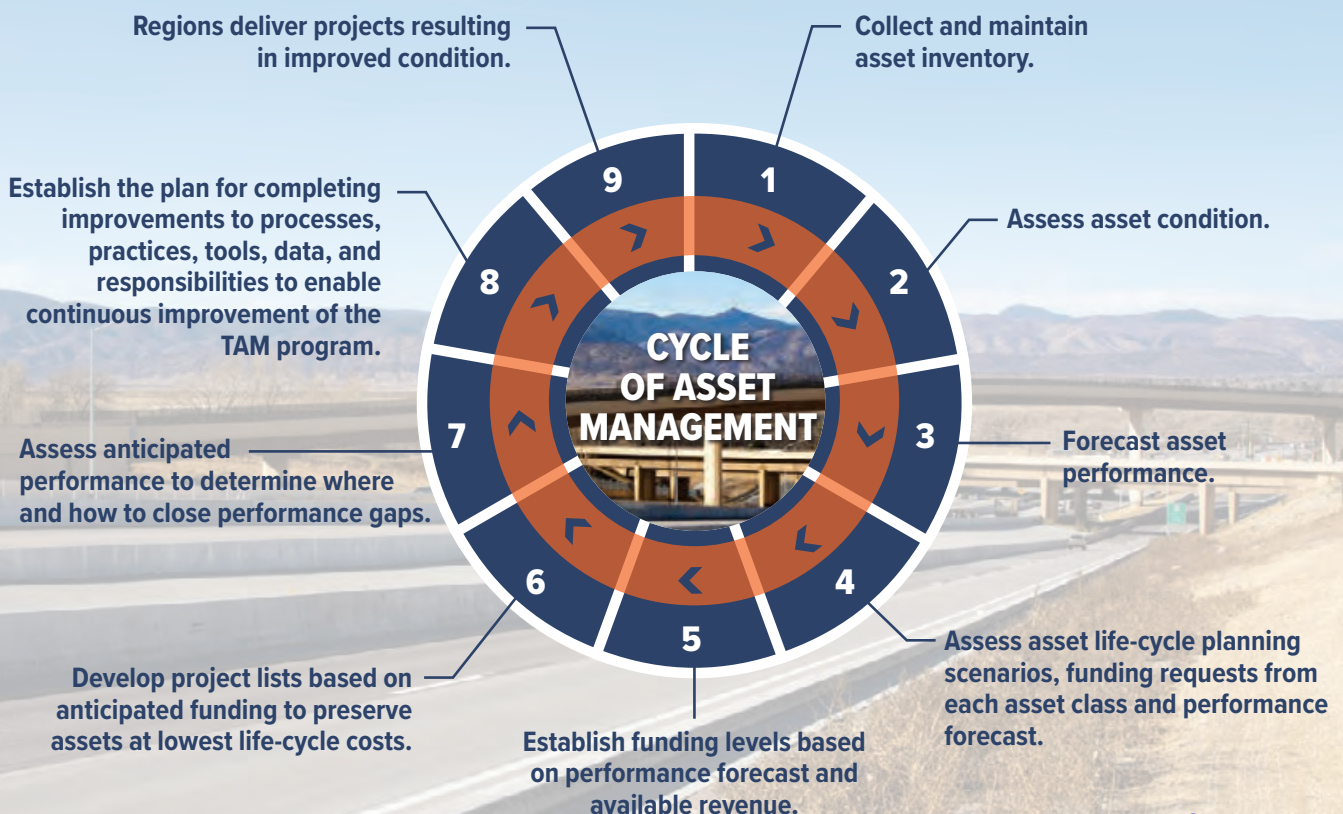 Regions deliver projects resulting
in improved condition.
Collect and maintain
asset inventory.
Establish the plan for completing
improvements to processes,
practices, tools, data, and
responsibilities to enable
continuous improvement of the
TAM program.
Assess asset condition.
9
1
8
2
7
3
6
4
5
CYCLE
OF ASSET
MANAGEMENT
Assess anticipated
performance to determine where
and how to close performance gaps.
Forecast asset
performance.
Develop project lists based on
anticipated funding to preserve
assets at lowest life-cycle costs.
Establish funding levels based
on performance forecast and
available revenue.
Assess asset life-cycle planning
scenarios, funding requests from
each asset class and performance
forecast.